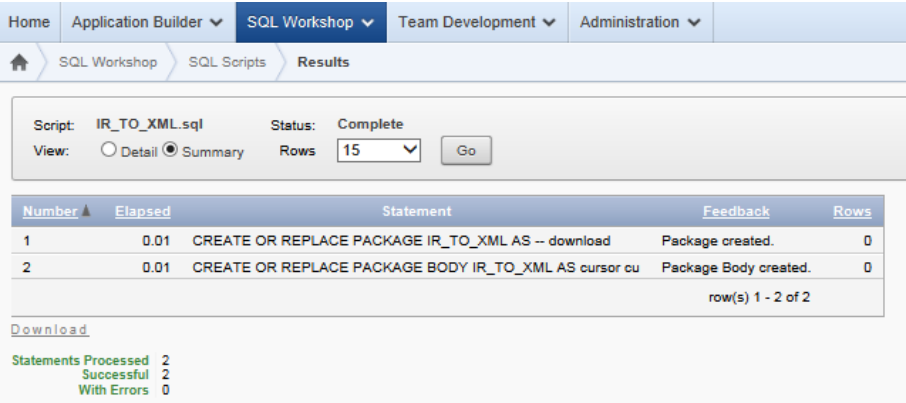 Home Application Builder SQL Workshop Team Development Administration
SQL Workshop SQL Scripts Results
Script: IR_TO_XML.sql Status: Complete
View: Detail Summary Rows 15 Go
Number Elapsed Statement Feedback Rows
1 0.01 CREATE OR REPLACE PACKAGE IR_TO_XML AS -- download Package created. 0
2 0.01 CREATE OR REPLACE PACKAGE BODY IR_TO_XML AS cursor cu Package Body created. 0
row(s) 1 - 2 of 2
Download
Statements Processed 2
Successful 2
With Errors 0